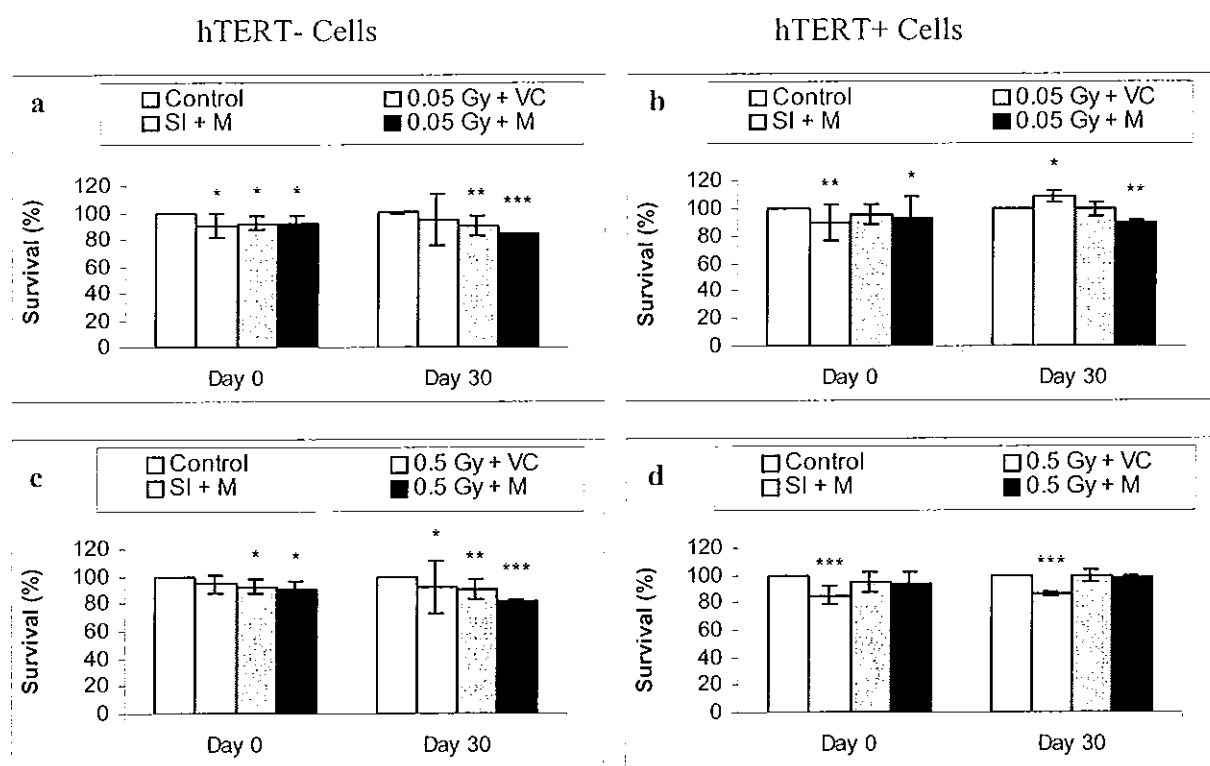 hTERT- Cells
hTERT+ Cells
a
Control
0.05 Gy + VC
SI + M
0.05 Gy + M
Survival (%)
120
100
80
60
40
20
0
*
*
*
**
***
Day 0
Day 30
b
Control
0.05 Gy + VC
SI + M
0.05 Gy + M
Survival (%)
120
100
80
60
40
20
0
**
*
*
**
Day 0
Day 30
c
Control
0.5 Gy + VC
SI + M
0.5 Gy + M
Survival (%)
120
100
80
60
40
20
0
*
*
*
**
***
Day 0
Day 30
d
Control
0.5 Gy + VC
SI + M
0.5 Gy + M
Survival (%)
120
100
80
60
40
20
0
***
***
Day 0
Day 30